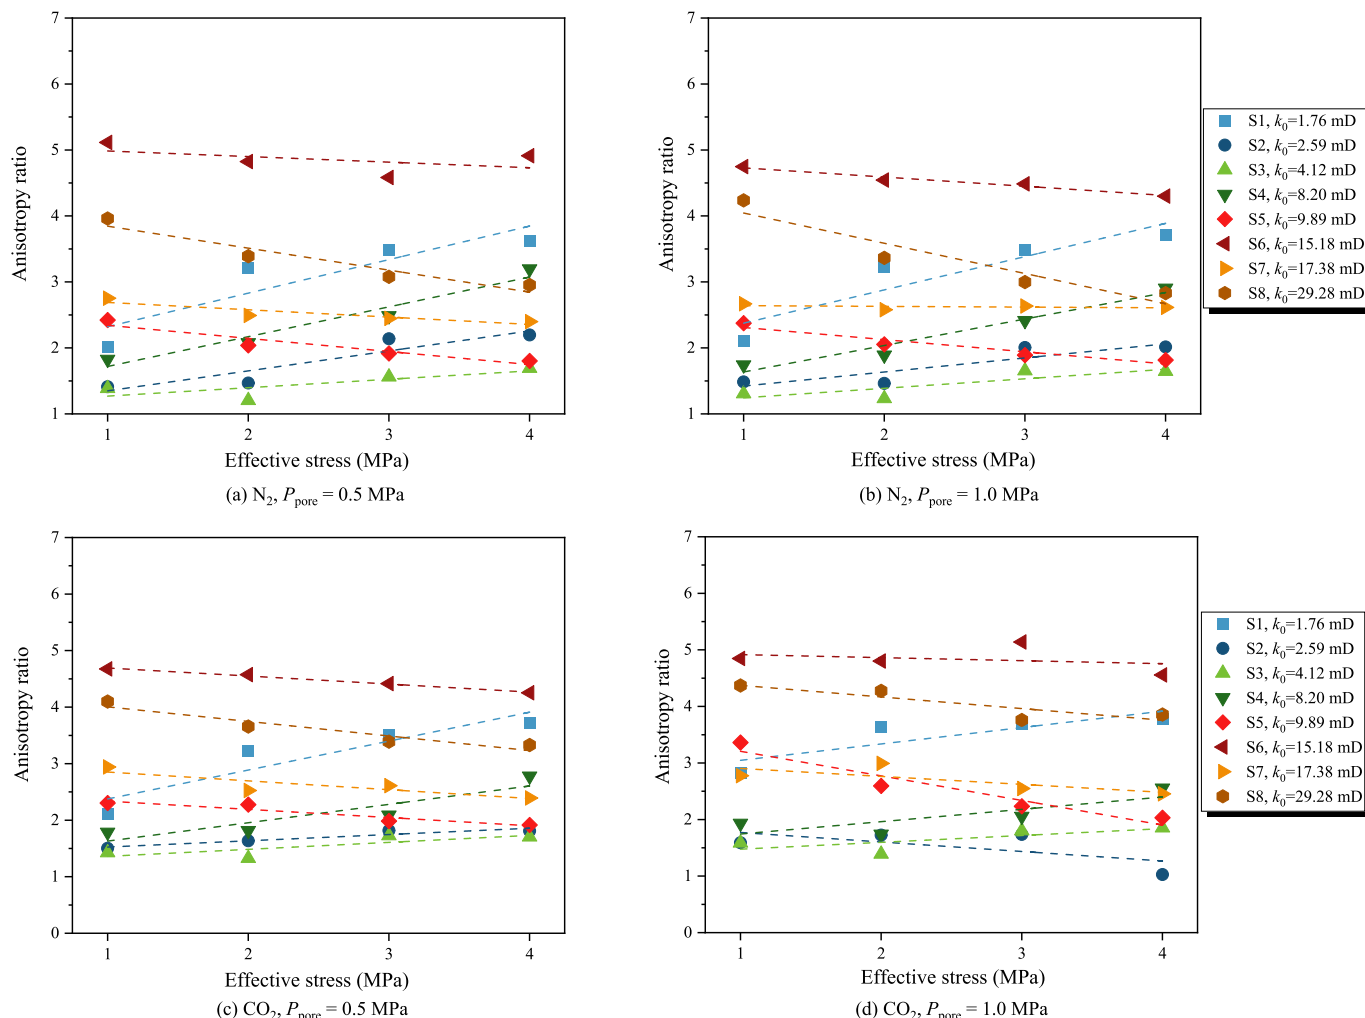 7
6
5
4
3
2
1
Anisotropy ratio
1 2 3 4
Effective stress (MPa)
(a) N₂, P_pore = 0.5 MPa
7
6
5
4
3
2
1
Anisotropy ratio
1 2 3 4
Effective stress (MPa)
(b) N₂, P_pore = 1.0 MPa
S1, k₀=1.76 mD
S2, k₀=2.59 mD
S3, k₀=4.12 mD
S4, k₀=8.20 mD
S5, k₀=9.89 mD
S6, k₀=15.18 mD
S7, k₀=17.38 mD
S8, k₀=29.28 mD
7
6
5
4
3
2
1
0
Anisotropy ratio
1 2 3 4
Effective stress (MPa)
(c) CO₂, P_pore = 0.5 MPa
7
6
5
4
3
2
1
0
Anisotropy ratio
1 2 3 4
Effective stress (MPa)
(d) CO₂, P_pore = 1.0 MPa
S1, k₀=1.76 mD
S2, k₀=2.59 mD
S3, k₀=4.12 mD
S4, k₀=8.20 mD
S5, k₀=9.89 mD
S6, k₀=15.18 mD
S7, k₀=17.38 mD
S8, k₀=29.28 mD